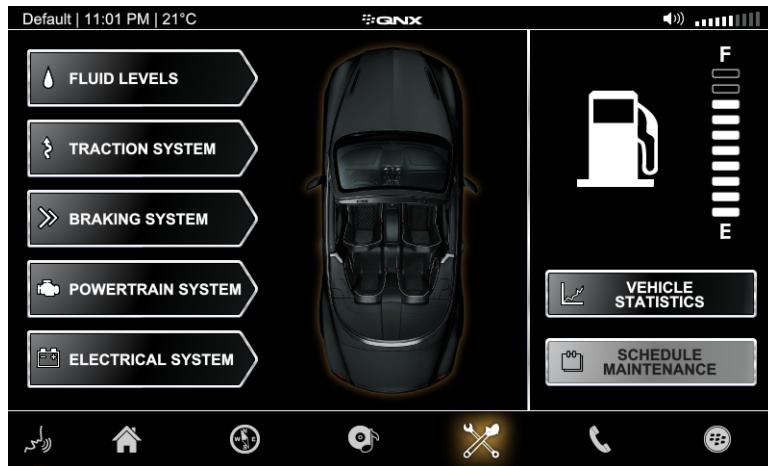 Default | 11:01 PM | 21°C
QNX
FLUID LEVELS
TRACTION SYSTEM
BRAKING SYSTEM
POWERTRAIN SYSTEM
ELECTRICAL SYSTEM
F
E
VEHICLE
STATISTICS
SCHEDULE
MAINTENANCE